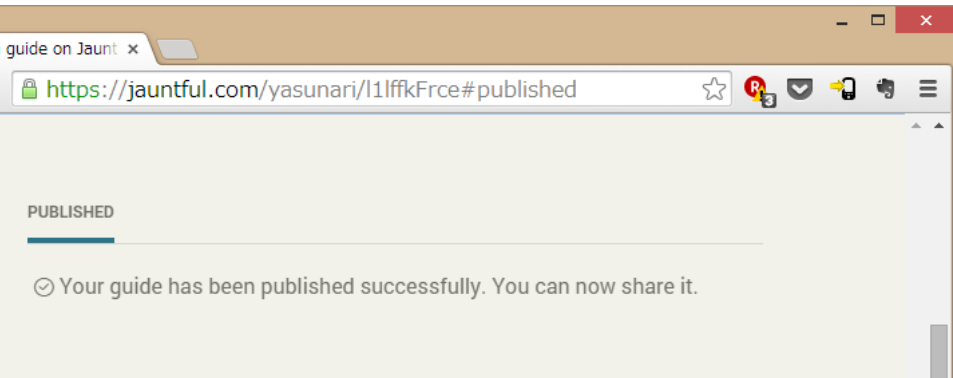 guide on Jaunt
https://jauntful.com/yasunari/l1lffkFrce#published
3
PUBLISHED
Your guide has been published successfully. You can now share it.